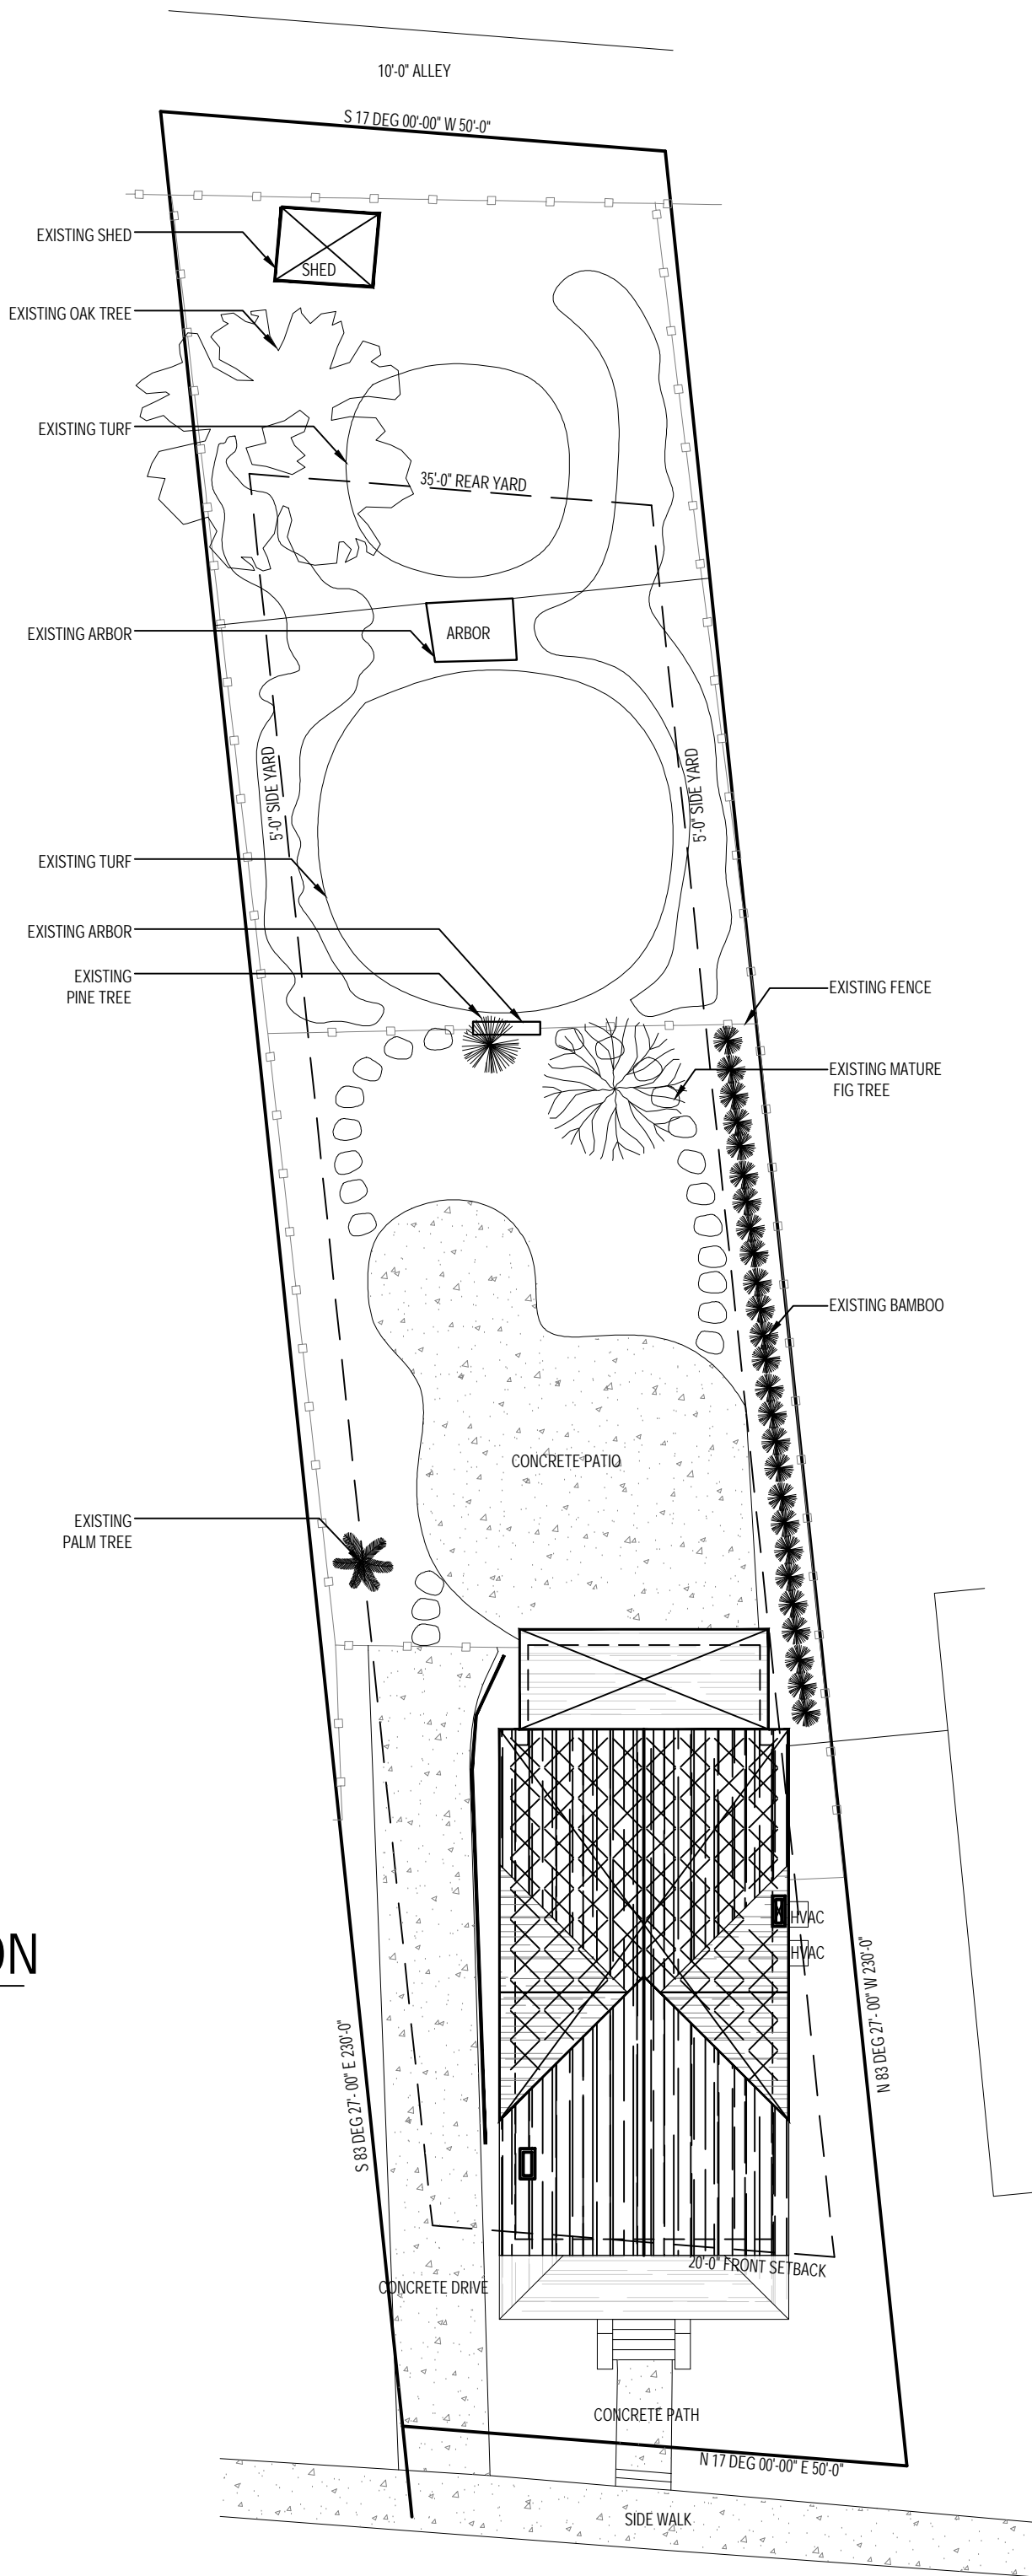 10'-0" ALLEY
S 17 DEG 00'-00" W 50'-0"
EXISTING SHED
SHED
EXISTING OAK TREE
EXISTING TURF
35'-0" REAR YARD
EXISTING ARBOR
ARBOR
5'-0" SIDE YARD
5'-0" SIDE YARD
EXISTING TURF
EXISTING ARBOR
EXISTING
PINE TREE
EXISTING FENCE
EXISTING MATURE
FIG TREE
EXISTING BAMBOO
CONCRETE PATIO
EXISTING
PALM TREE
HVAC
HVAC
ON
S 83 DEG 27'- 00" E 230'-0"
N 83 DEG 27'- 00" W 230'-0"
20'-0" FRONT SETBACK
CONCRETE DRIVE
CONCRETE PATH
N 17 DEG 00'-00" E 50'-0"
SIDE WALK